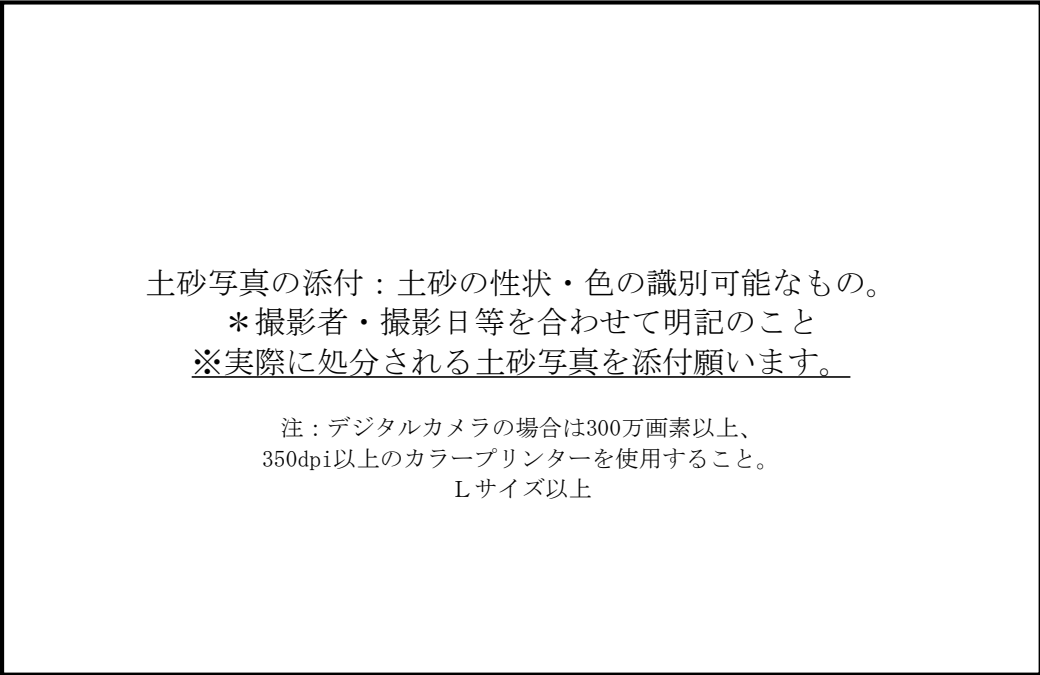 土砂写真の添付：土砂の性状・色の識別可能なもの。
＊撮影者・撮影日等を合わせて明記のこと
※実際に処分される土砂写真を添付願います。
注：デジタルカメラの場合は300万画素以上、
350dpi以上のカラープリンターを使用すること。
Ｌサイズ以上